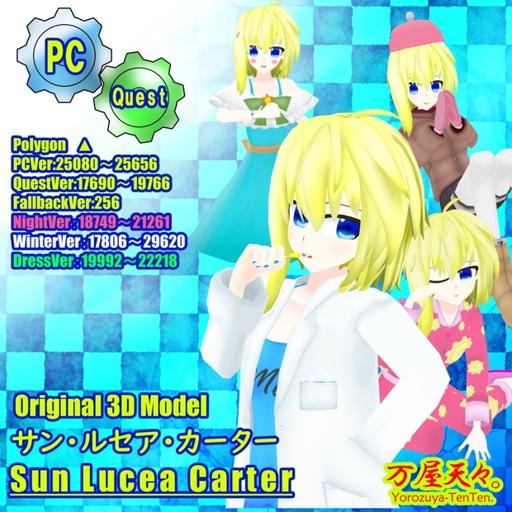 PC
Quest
Polygon ▲
PCVer:25080～25656
QuestVer:17690～19766
FallbackVer:256
NightVer：18749～21261
WinterVer：17806～29620
DressVer：19992～22218
Original 3D Model
サン・ルセア・カーター
Sun Lucea Carter
万屋天々。
Yorozuya-TenTen.